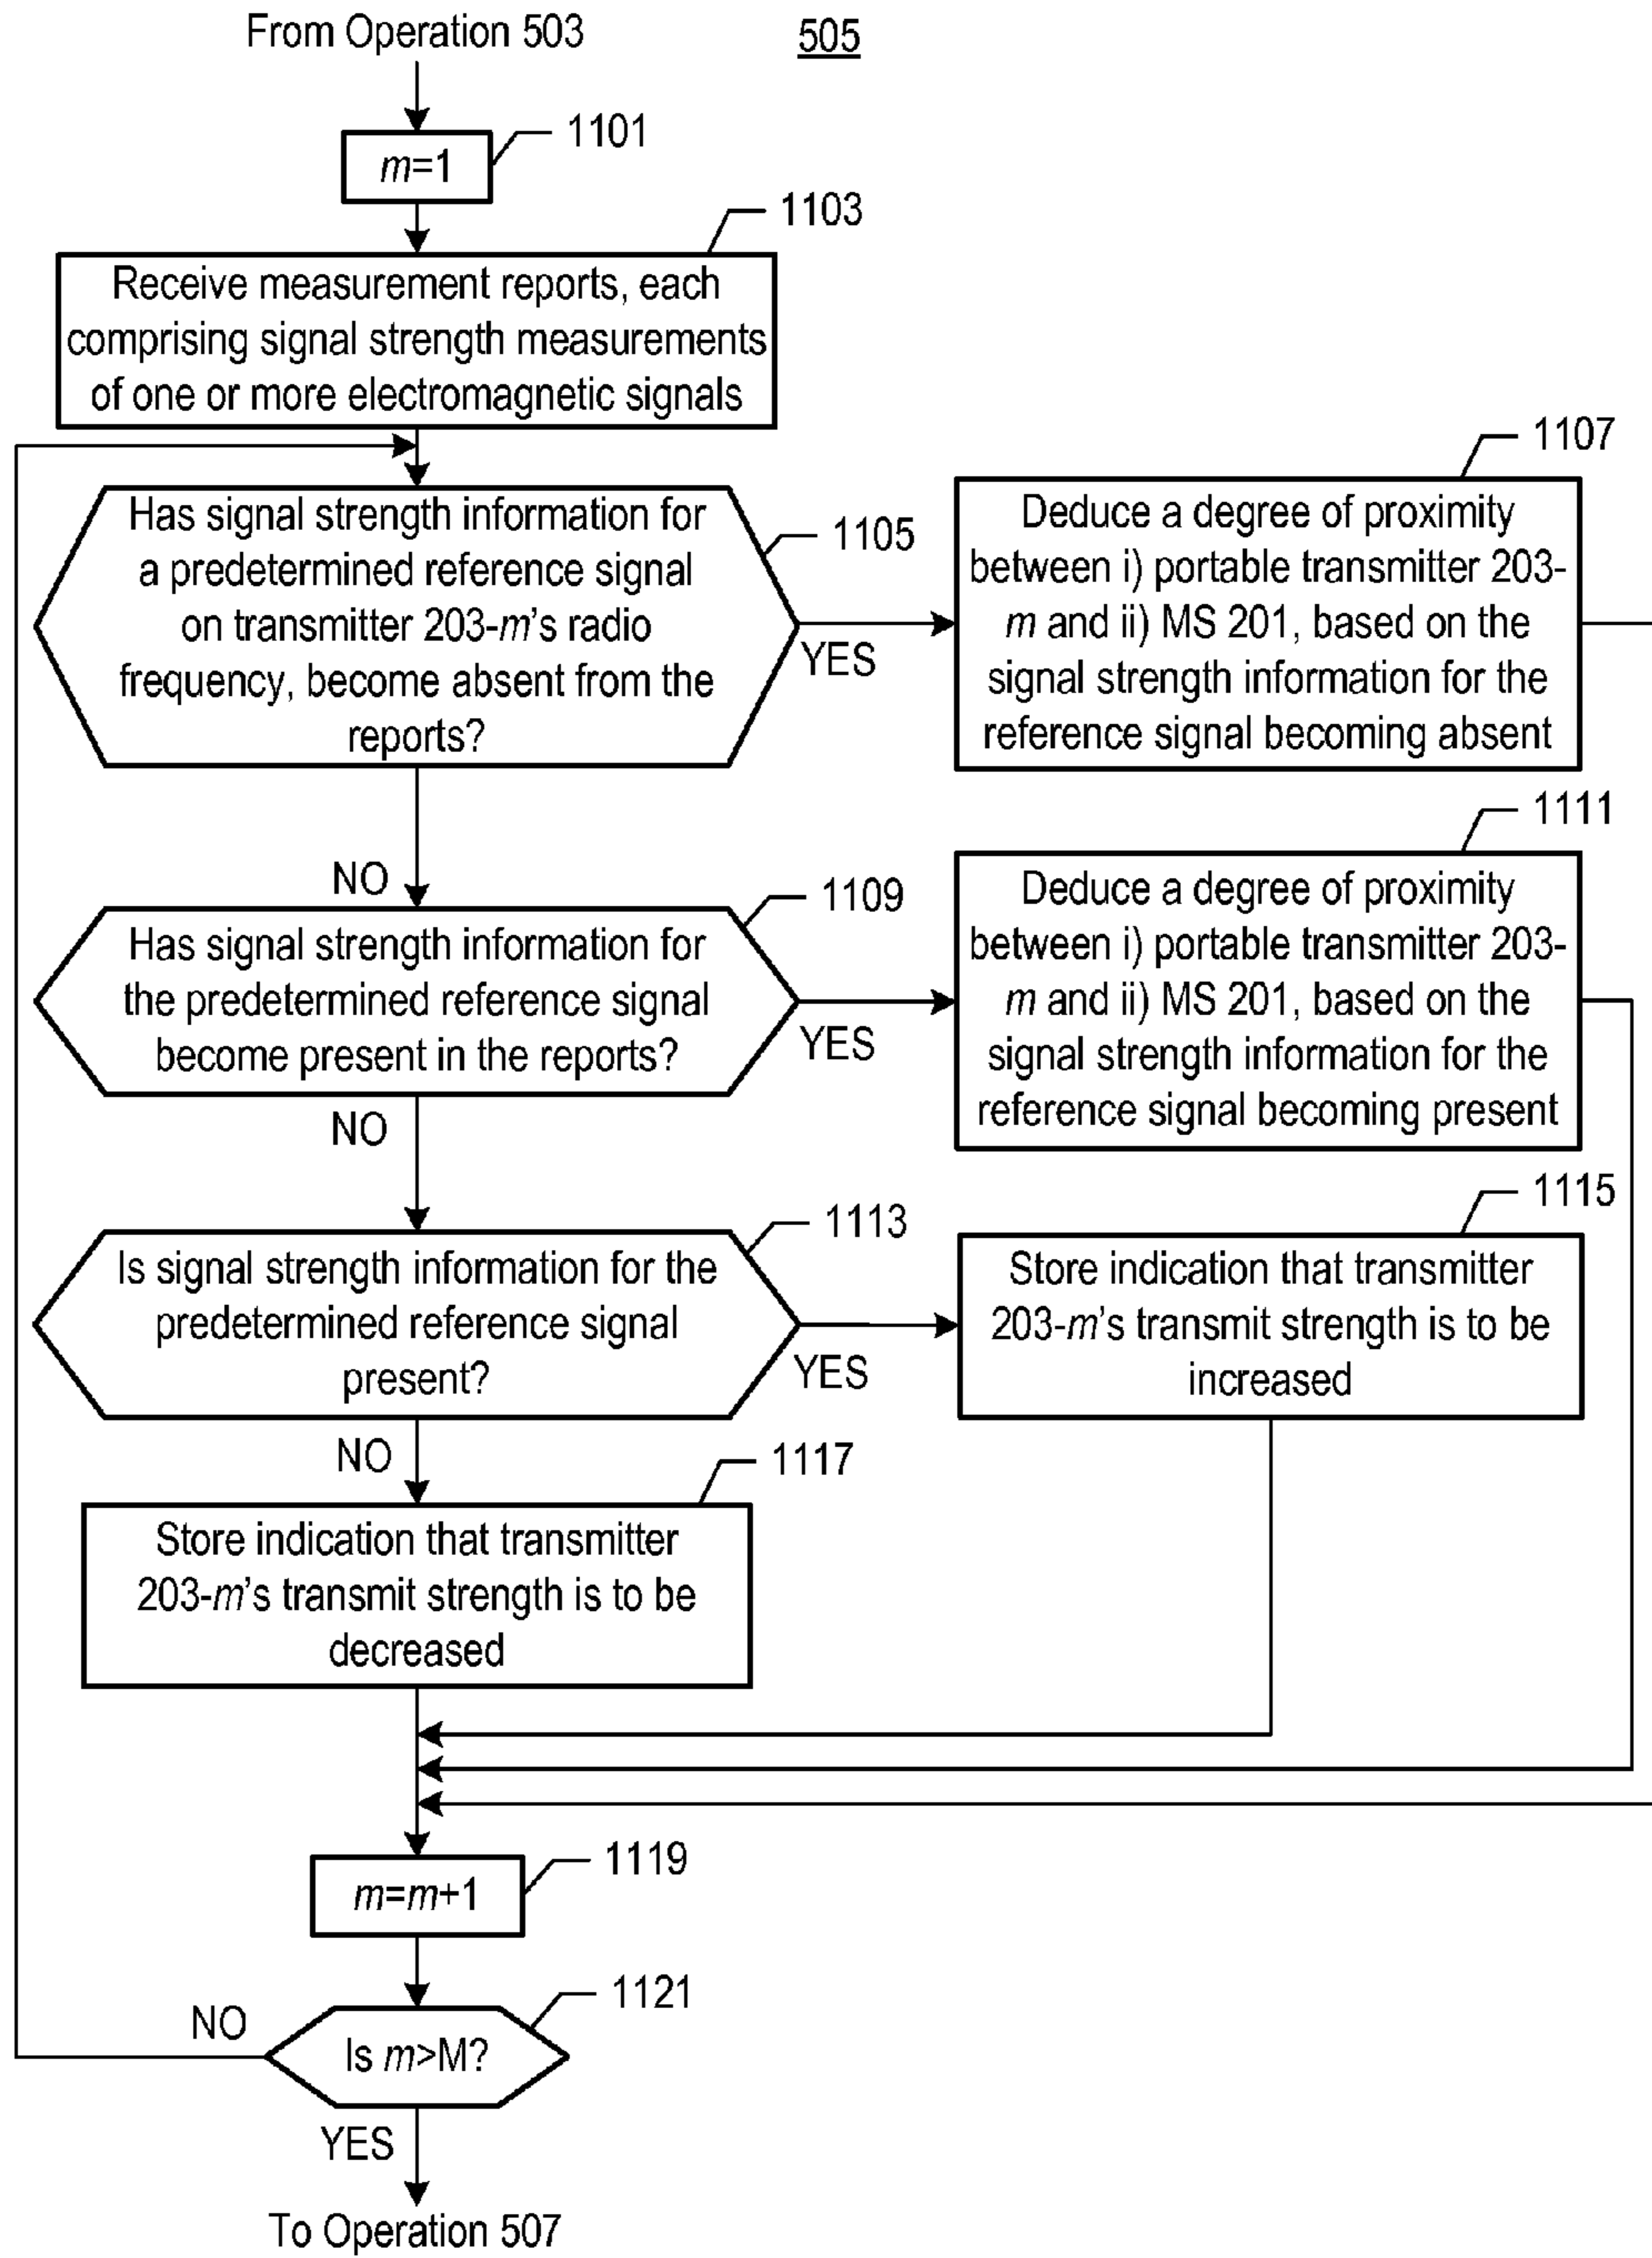 From Operation 503
505
1101
m=1
1103
Receive measurement reports, each
comprising signal strength measurements
of one or more electromagnetic signals
1105
Has signal strength information for
a predetermined reference signal
on transmitter 203-m's radio
frequency, become absent from the
reports?
YES
1107
Deduce a degree of proximity
between i) portable transmitter 203-
m and ii) MS 201, based on the
signal strength information for the
reference signal becoming absent
NO
1109
Has signal strength information for
the predetermined reference signal
become present in the reports?
YES
1111
Deduce a degree of proximity
between i) portable transmitter 203-
m and ii) MS 201, based on the
signal strength information for the
reference signal becoming present
NO
1113
Is signal strength information for the
predetermined reference signal
present?
YES
1115
Store indication that transmitter
203-m's transmit strength is to be
increased
NO
1117
Store indication that transmitter
203-m's transmit strength is to be
decreased
1119
m=m+1
1121
Is m>M?
NO
YES
To Operation 507